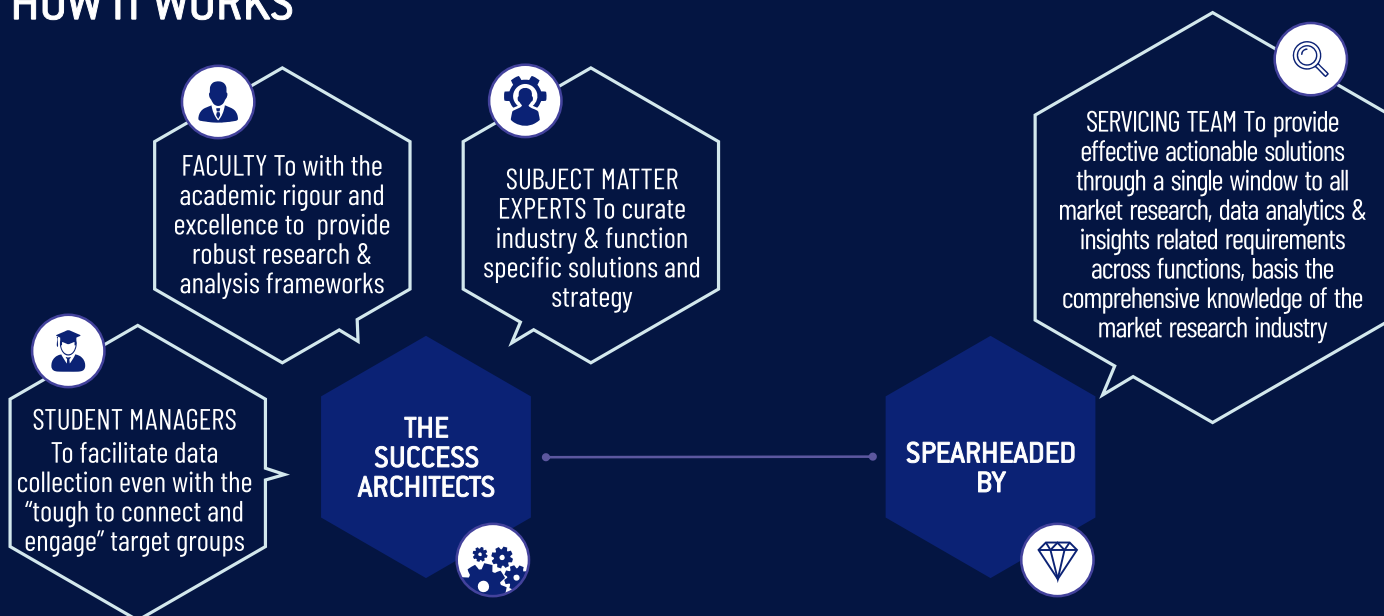 HOW IT WORKS
FACULTY To with the
academic rigour and
excellence to provide
robust research &
analysis frameworks
SUBJECT MATTER
EXPERTS To curate
industry & function
specific solutions and
strategy
SERVICING TEAM To provide
effective actionable solutions
through a single window to all
market research, data analytics &
insights related requirements
across functions, basis the
comprehensive knowledge of the
market research industry
STUDENT MANAGERS
To facilitate data
collection even with the
“tough to connect and
engage” target groups
THE
SUCCESS
ARCHITECTS
SPEARHEADED
BY